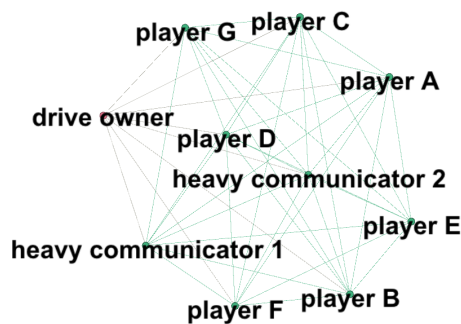 player C
player G
player A
drive owner
player D
heavy communicator 2
player E
heavy communicator 1
player B
player F